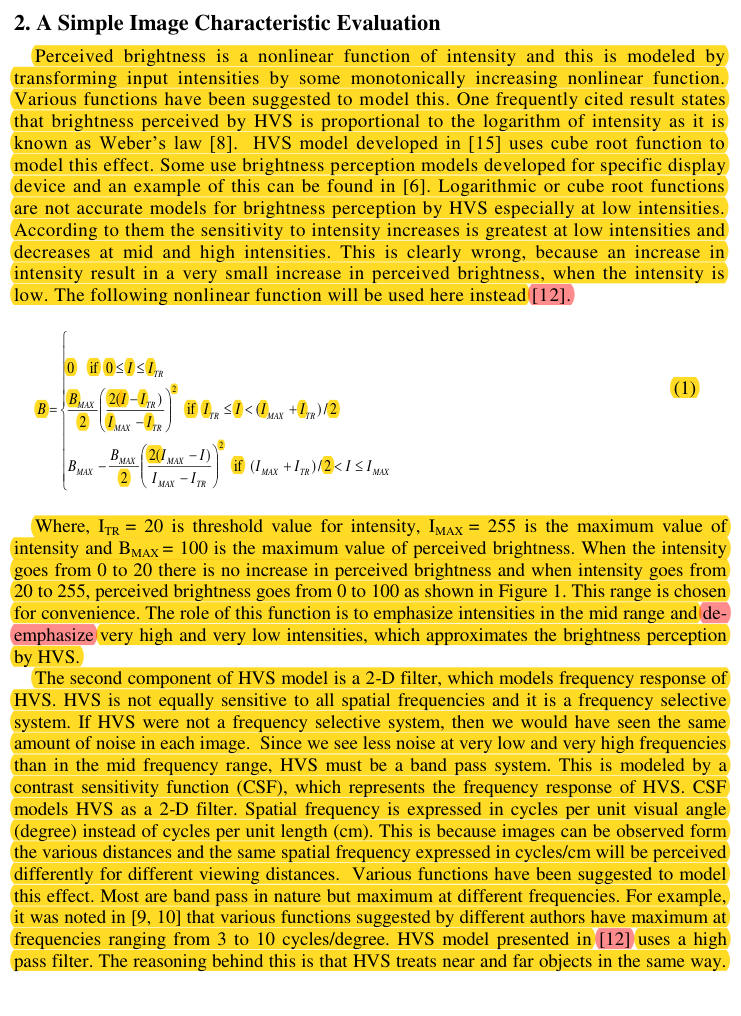 2. A Simple Image Characteristic Evaluation
Perceived brightness is a nonlinear function of intensity and this is modeled by
transforming input intensities by some monotonically increasing nonlinear function.
Various functions have been suggested to model this. One frequently cited result states
that brightness perceived by HVS is proportional to the logarithm of intensity as it is
known as Weber's law [8]. HVS model developed in [15] uses cube root function to
model this effect. Some use brightness perception models developed for specific display
device and an example of this can be found in [6]. Logarithmic or cube root functions
are not accurate models for brightness perception by HVS especially at low intensities.
According to them the sensitivity to intensity increases is greatest at low intensities and
decreases at mid and high intensities. This is clearly wrong, because an increase in
intensity result in a very small increase in perceived brightness, when the intensity is
low. The following nonlinear function will be used here instead [12].
0 if 0 ≤ I ≤ I_TR
B = { B_MAX/2 (2(I − I_TR)/(I_MAX − I_TR))² if I_TR ≤ I < (I_MAX + I_TR)/2 (1)
B_MAX − B_MAX/2 (2(I_MAX − I)/(I_MAX − I_TR))² if (I_MAX + I_TR)/2 < I ≤ I_MAX
Where, I_TR = 20 is threshold value for intensity, I_MAX = 255 is the maximum value of
intensity and B_MAX = 100 is the maximum value of perceived brightness. When the intensity
goes from 0 to 20 there is no increase in perceived brightness and when intensity goes from
20 to 255, perceived brightness goes from 0 to 100 as shown in Figure 1. This range is chosen
for convenience. The role of this function is to emphasize intensities in the mid range and de-
emphasize very high and very low intensities, which approximates the brightness perception
by HVS.
The second component of HVS model is a 2-D filter, which models frequency response of
HVS. HVS is not equally sensitive to all spatial frequencies and it is a frequency selective
system. If HVS were not a frequency selective system, then we would have seen the same
amount of noise in each image. Since we see less noise at very low and very high frequencies
than in the mid frequency range, HVS must be a band pass system. This is modeled by a
contrast sensitivity function (CSF), which represents the frequency response of HVS. CSF
models HVS as a 2-D filter. Spatial frequency is expressed in cycles per unit visual angle
(degree) instead of cycles per unit length (cm). This is because images can be observed form
the various distances and the same spatial frequency expressed in cycles/cm will be perceived
differently for different viewing distances. Various functions have been suggested to model
this effect. Most are band pass in nature but maximum at different frequencies. For example,
it was noted in [9, 10] that various functions suggested by different authors have maximum at
frequencies ranging from 3 to 10 cycles/degree. HVS model presented in [12] uses a high
pass filter. The reasoning behind this is that HVS treats near and far objects in the same way.